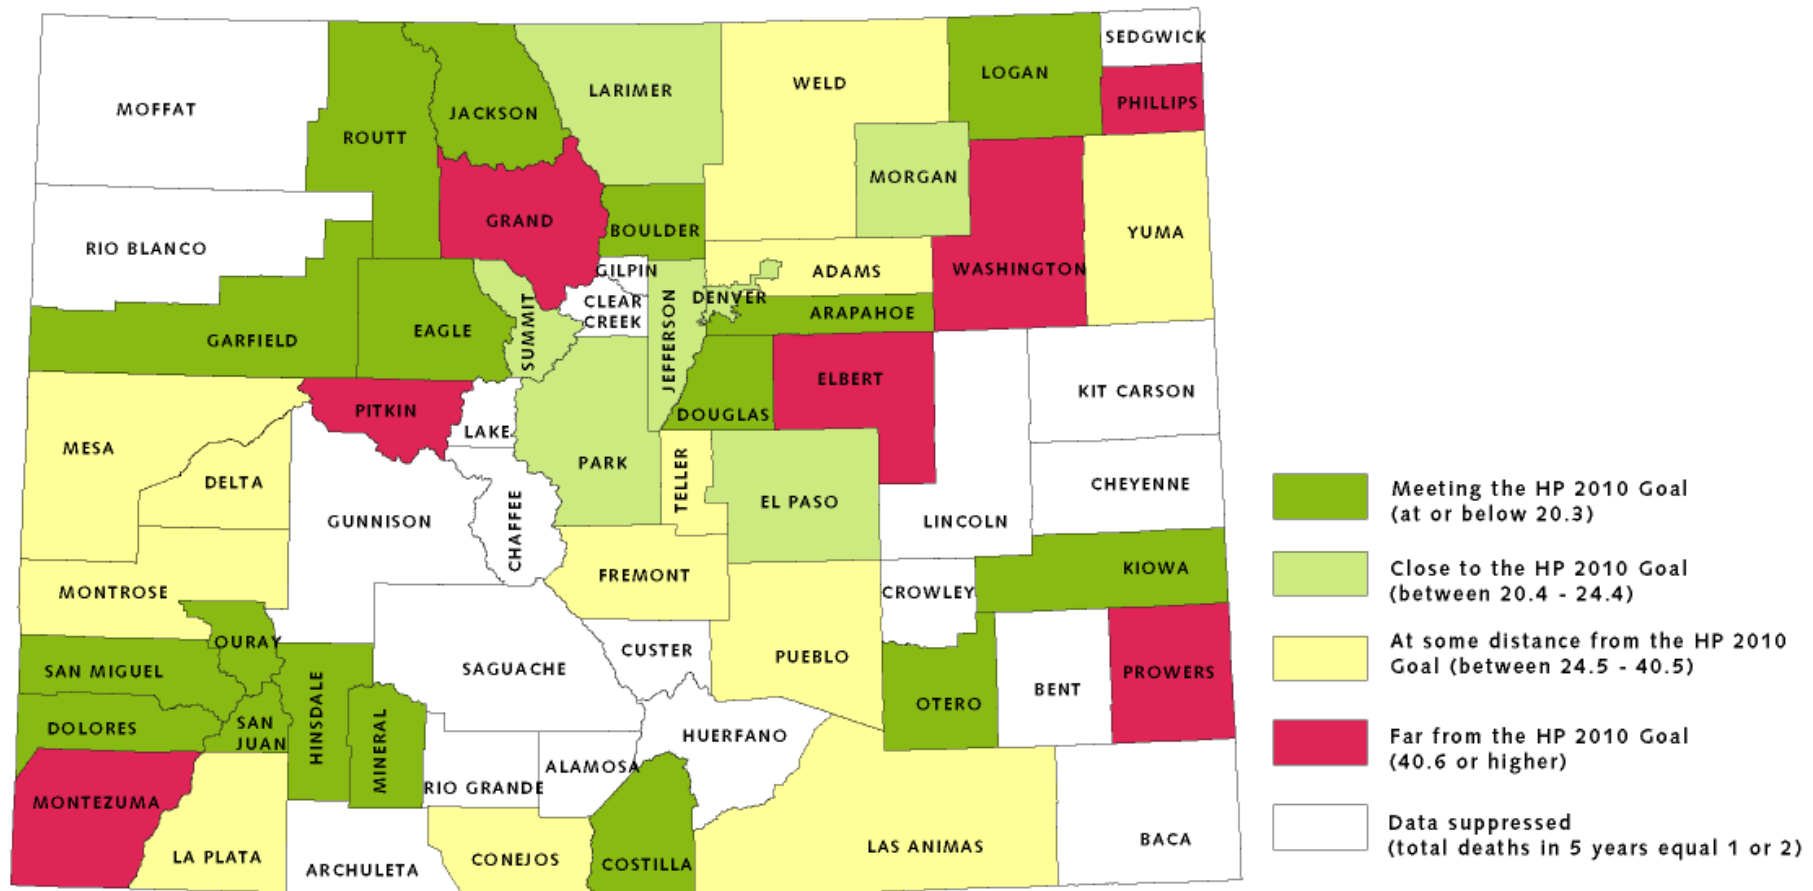 SEDGWICK
LOGAN
WELD
LARIMER
PHILLIPS
MOFFAT
JACKSON
ROUTT
MORGAN
GRAND
BOULDER
YUMA
RIO BLANCO
GILPIN
ADAMS
WASHINGTON
DENVER
CLEAR
CREEK
ARAPAHOE
EAGLE
SUMMIT
JEFFERSON
GARFIELD
ELBERT
KIT CARSON
PITKIN
DOUGLAS
LAKE
MESA
PARK
TELLER
DELTA
CHEYENNE
EL PASO
GUNNISON
CHAFFEE
LINCOLN
KIOWA
FREMONT
MONTROSE
CROWLEY
OURAY
CUSTER
PUEBLO
SAN MIGUEL
SAGUACHE
PROWERS
BENT
OTERO
HINSDALE
DOLORES
SAN
JUAN
MINERAL
HUERFANO
ALAMOSA
RIO GRANDE
MONTEZUMA
LA PLATA
ARCHULETA
CONEJOS
COSTILLA
LAS ANIMAS
BACA
Meeting the HP 2010 Goal
(at or below 20.3)
Close to the HP 2010 Goal
(between 20.4 - 24.4)
At some distance from the HP 2010
Goal (between 24.5 - 40.5)
Far from the HP 2010 Goal
(40.6 or higher)
Data suppressed
(total deaths in 5 years equal 1 or 2)